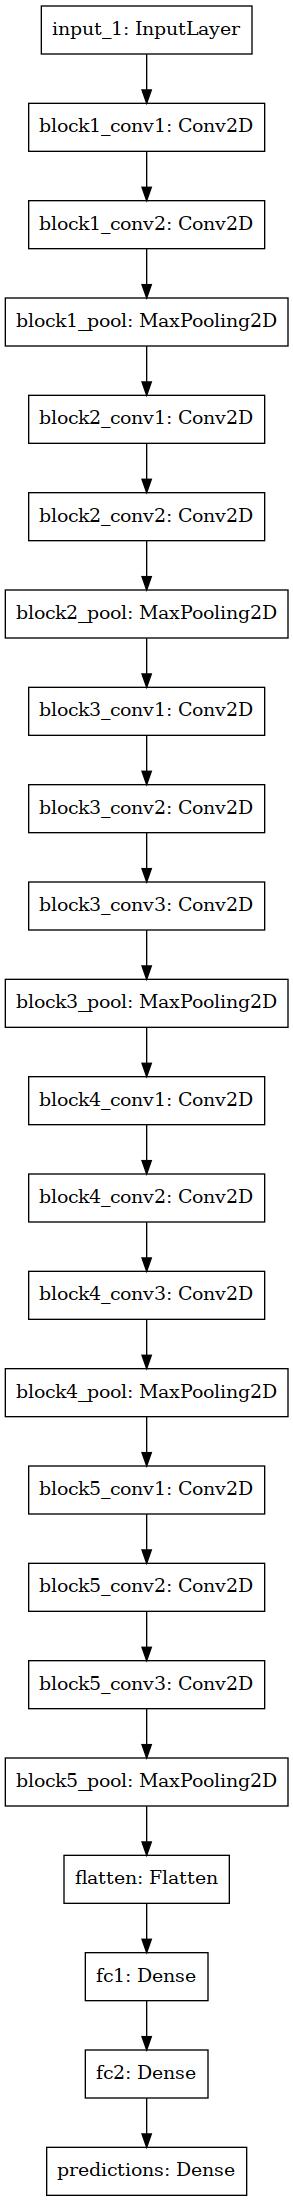 input_1: InputLayer
block1_conv1: Conv2D
block1_conv2: Conv2D
block1_pool: MaxPooling2D
block2_conv1: Conv2D
block2_conv2: Conv2D
block2_pool: MaxPooling2D
block3_conv1: Conv2D
block3_conv2: Conv2D
block3_conv3: Conv2D
block3_pool: MaxPooling2D
block4_conv1: Conv2D
block4_conv2: Conv2D
block4_conv3: Conv2D
block4_pool: MaxPooling2D
block5_conv1: Conv2D
block5_conv2: Conv2D
block5_conv3: Conv2D
block5_pool: MaxPooling2D
flatten: Flatten
fc1: Dense
fc2: Dense
predictions: Dense